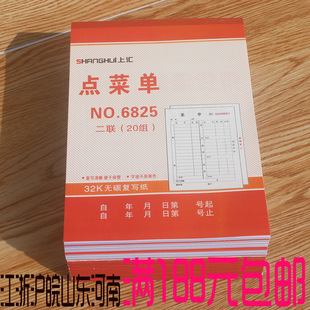 SHANGHUI上汇
点菜单
NO.6825
二联（20组）
32K无碳复写纸
自 年 月 日第 号起
自 年 月 日第 号止
江浙沪皖山东河南
满168元包邮